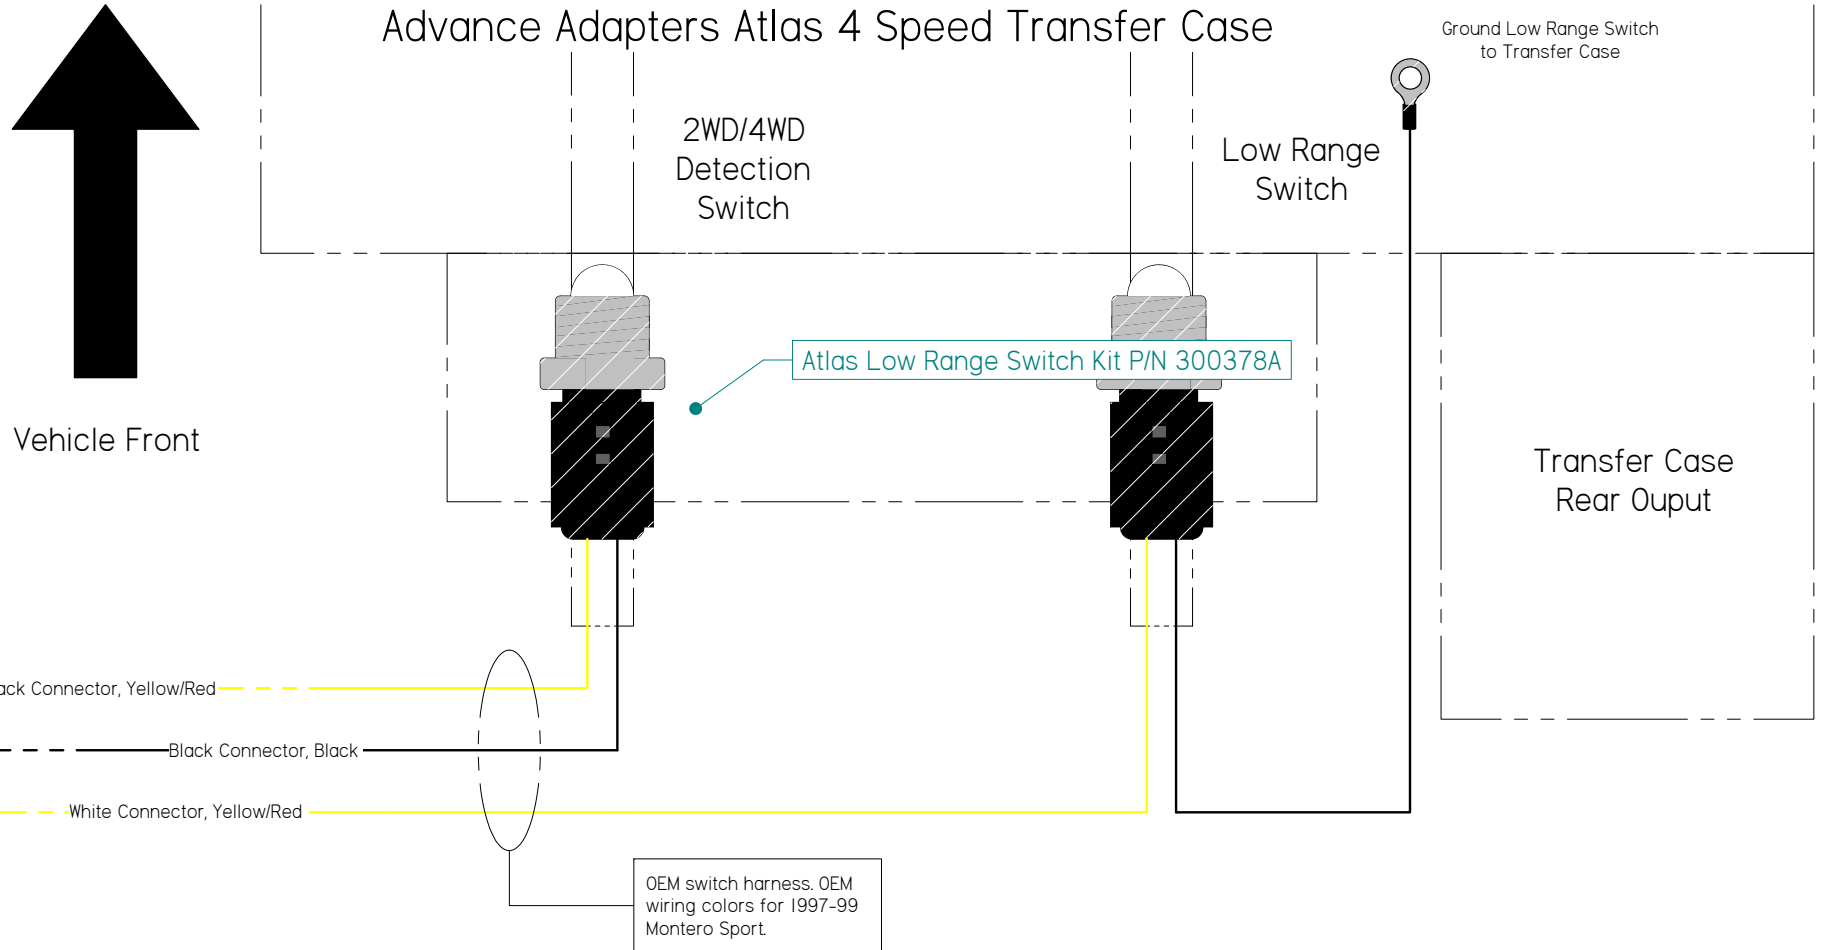 Advance Adapters Atlas 4 Speed Transfer Case
Ground Low Range Switch
to Transfer Case
2WD/4WD
Detection
Switch
Low Range
Switch
Atlas Low Range Switch Kit P/N 300378A
Vehicle Front
Transfer Case
Rear Ouput
Connector, Yellow/Red
Black Connector, Black
White Connector, Yellow/Red
OEM switch harness. OEM
wiring colors for 1997-99
Montero Sport.